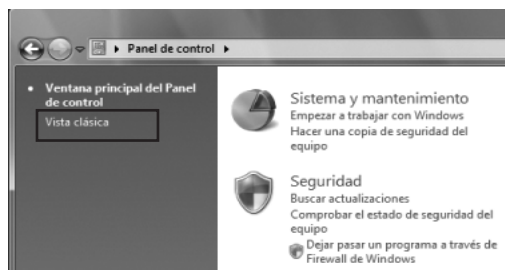 Panel de control
Ventana principal del Panel
de control
Vista clásica
Sistema y mantenimiento
Empezar a trabajar con Windows
Hacer una copia de seguridad del
equipo
Seguridad
Buscar actualizaciones
Comprobar el estado de seguridad del
equipo
Dejar pasar un programa a través de
Firewall de Windows